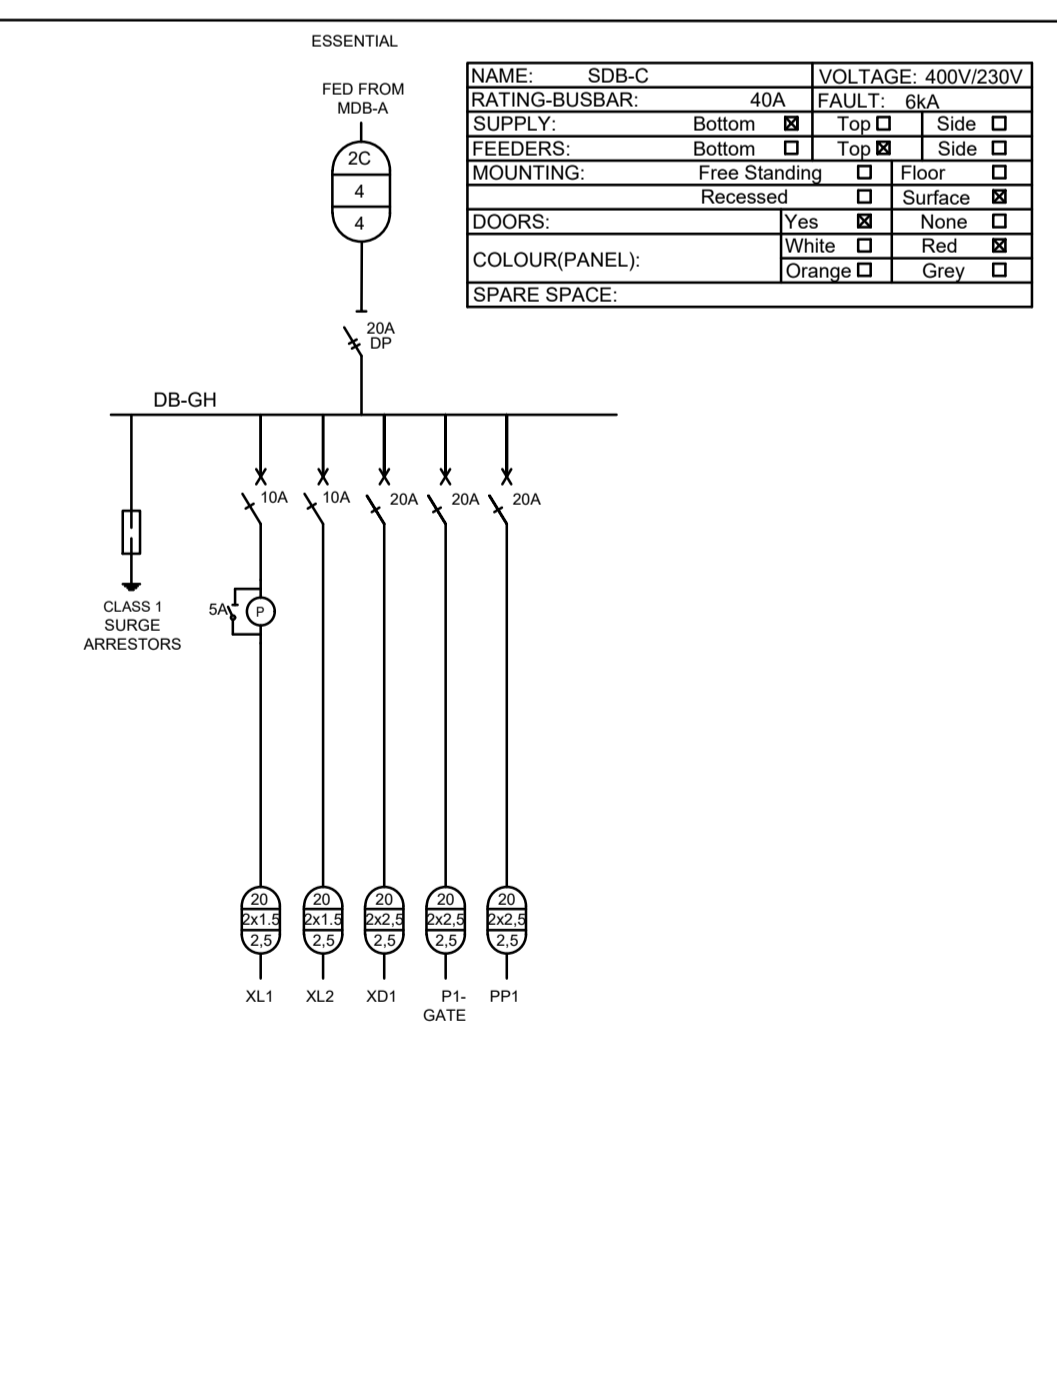 ESSENTIAL
FED FROM
MDB-A
2C
4
4
20A
DP
NAME: SDB-C VOLTAGE: 400V/230V
RATING-BUSBAR: 40A FAULT: 6kA
SUPPLY: Bottom ☒ Top ☐ Side ☐
FEEDERS: Bottom ☐ Top ☒ Side ☐
MOUNTING: Free Standing ☐ Floor ☐
Recessed ☐ Surface ☒
DOORS: Yes ☒ None ☐
COLOUR(PANEL): White ☐ Red ☒
Orange ☐ Grey ☐
SPARE SPACE:
DB-GH
10A 10A 20A 20A 20A
CLASS 1
SURGE
ARRESTORS
5A P
20 20 20 20 20
2x1.5 2x1.5 2x2,5 2x2,5 2x2,5
2,5 2,5 2,5 2,5 2,5
XL1 XL2 XD1 P1- PP1
GATE